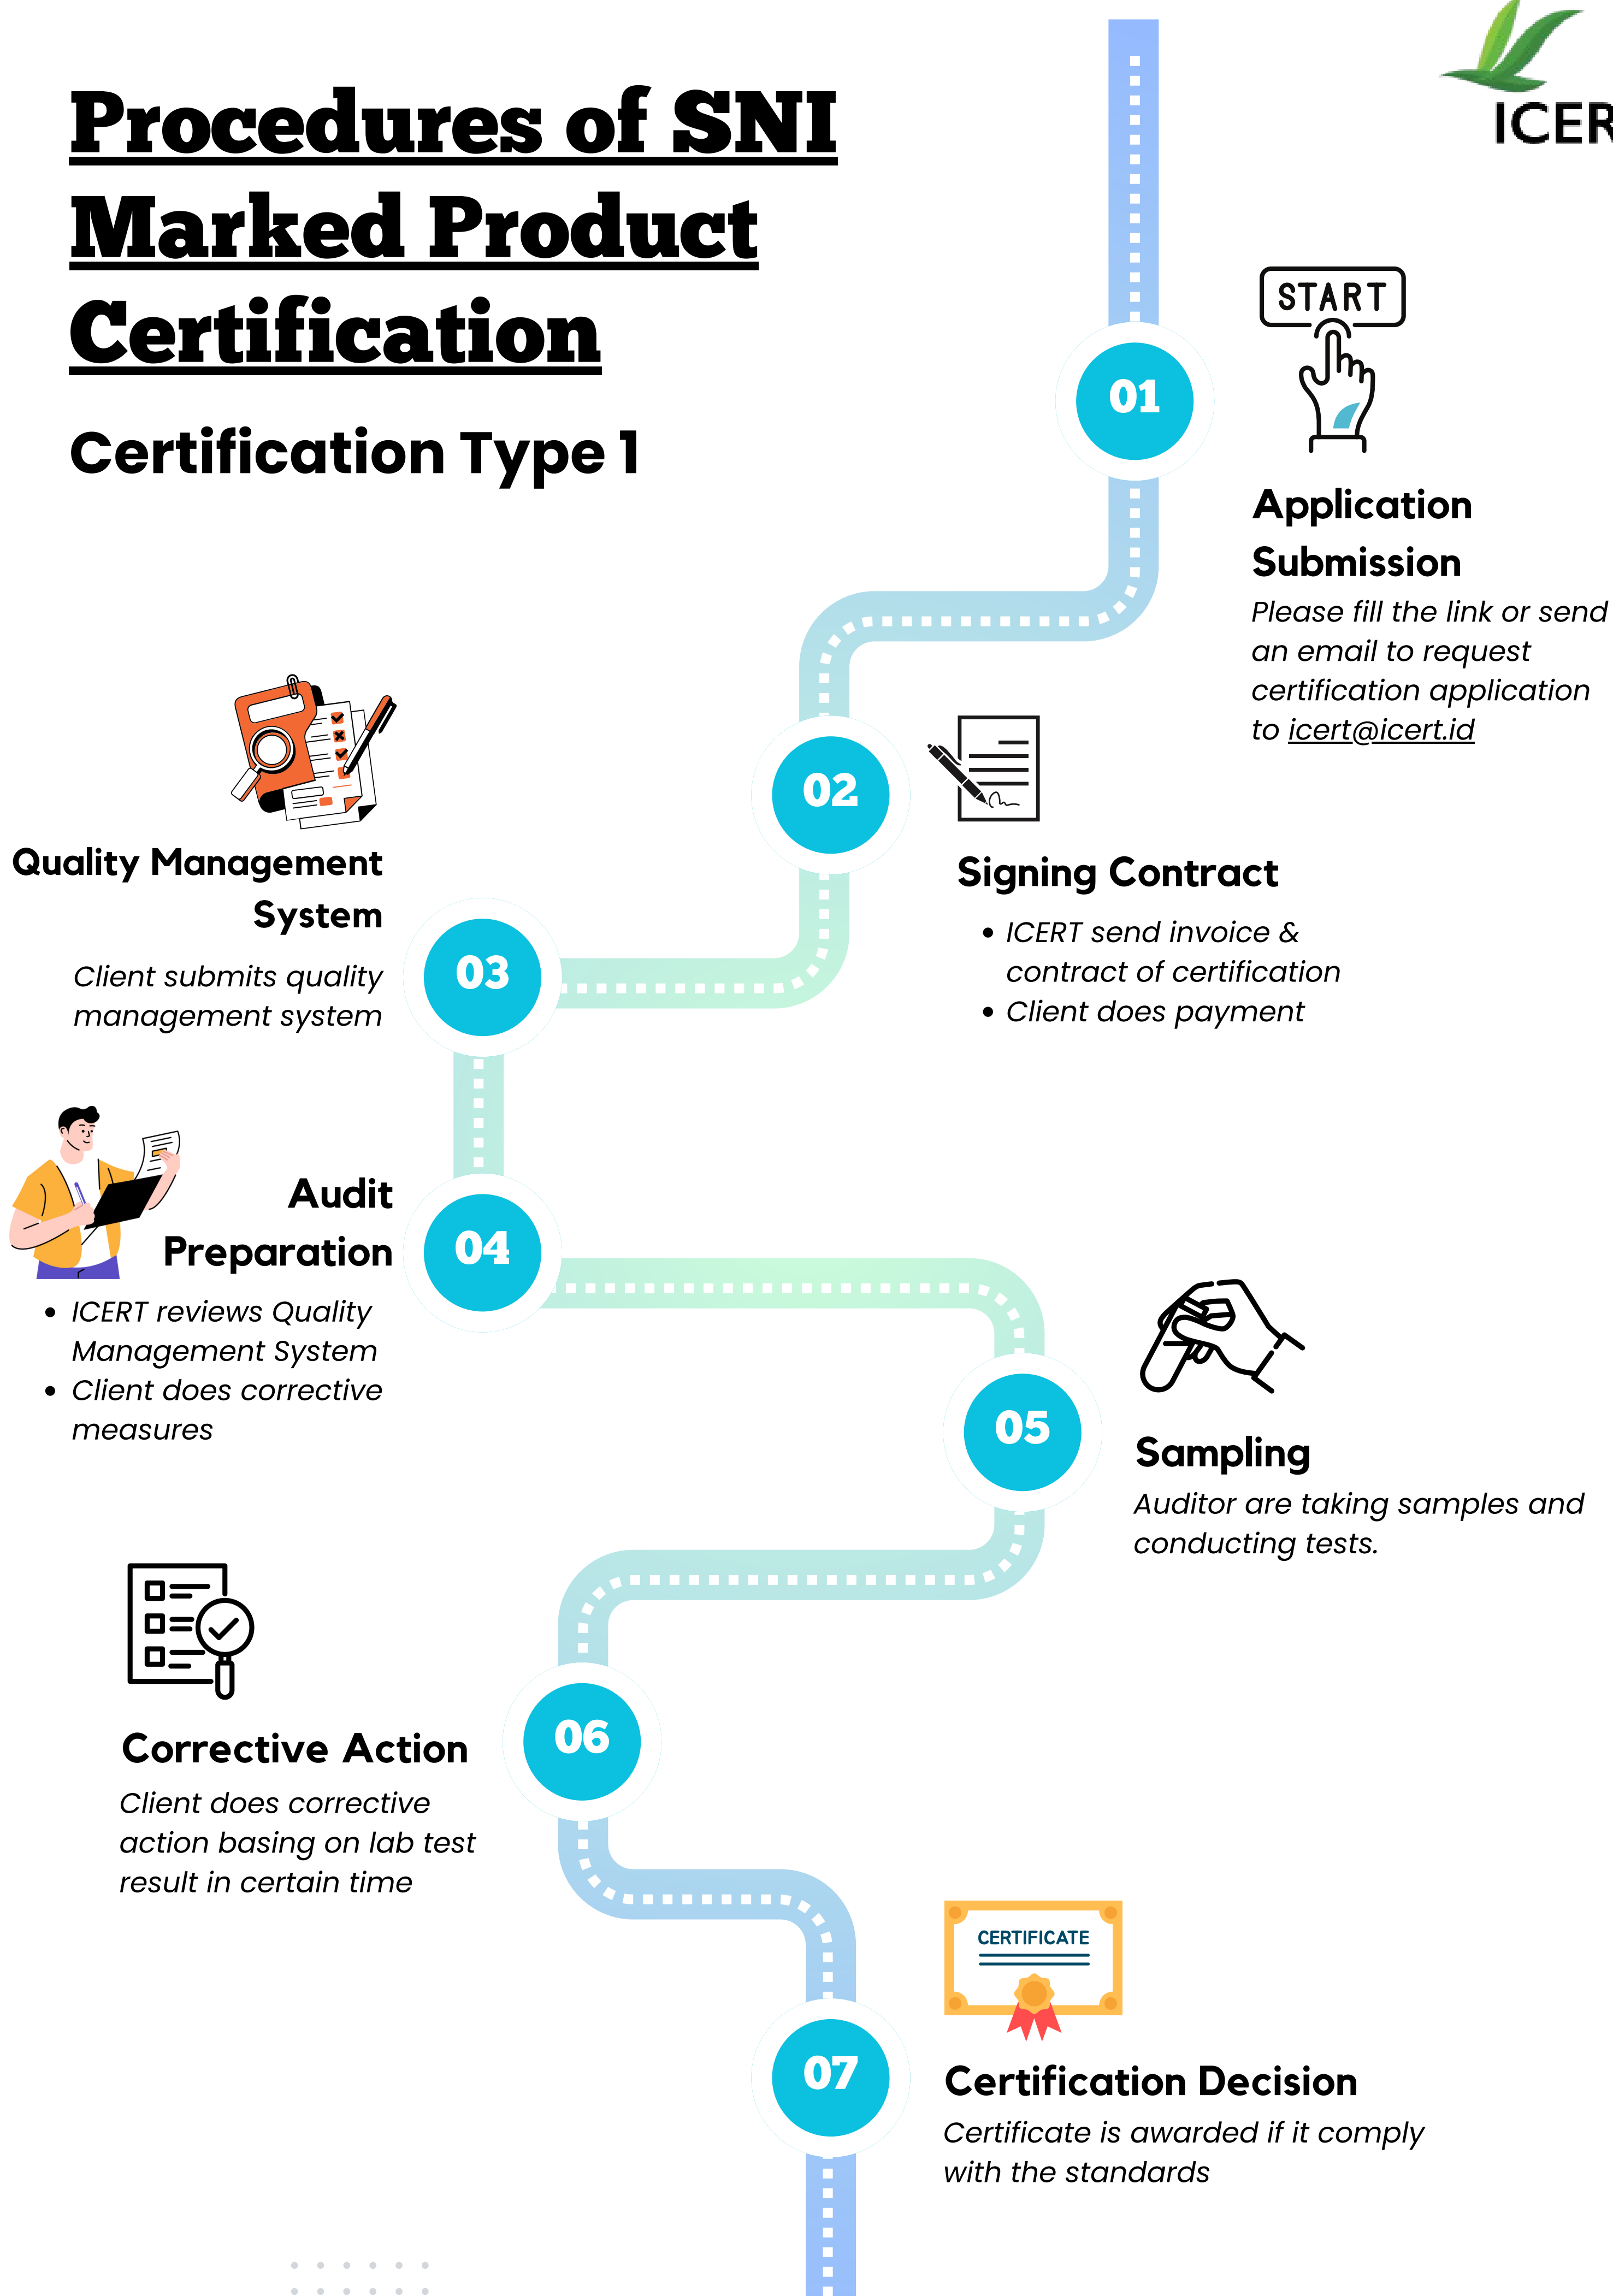 Procedures of SNI
Marked Product
Certification
Certification Type 1
ICER
START
01
Application
Submission
Please fill the link or send
an email to request
certification application
to icert@icert.id
02
Signing Contract
• ICERT send invoice &
contract of certification
• Client does payment
Quality Management
System
03
Client submits quality
management system
Audit
Preparation
04
• ICERT reviews Quality
Management System
• Client does corrective
measures
05
Sampling
Auditor are taking samples and
conducting tests.
06
Corrective Action
Client does corrective
action basing on lab test
result in certain time
CERTIFICATE
07
Certification Decision
Certificate is awarded if it comply
with the standards